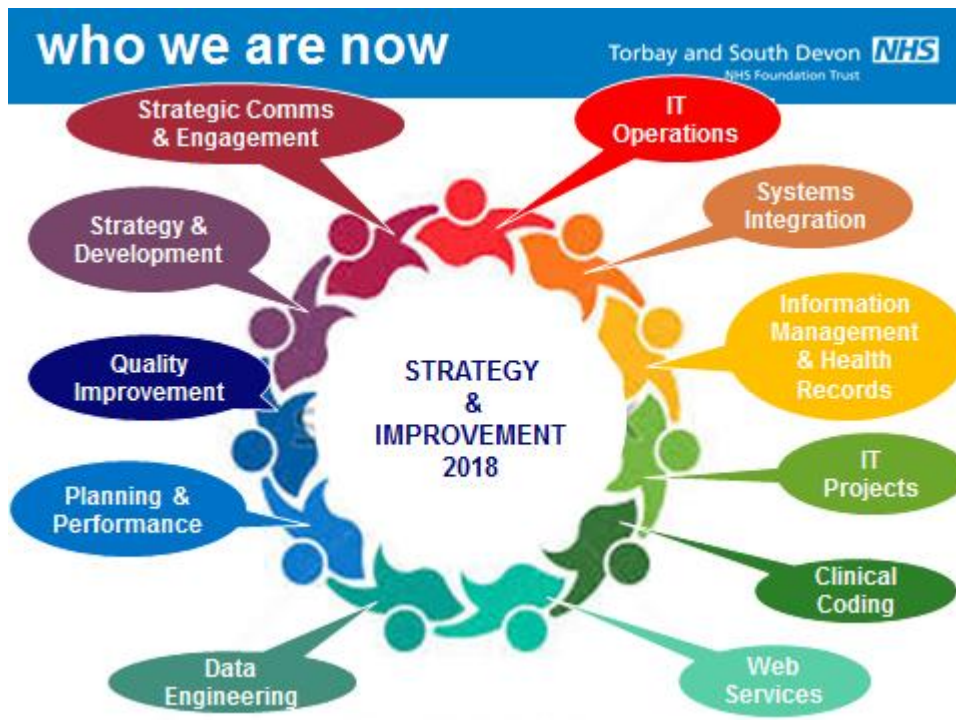 who we are now
Torbay and South Devon NHS
NHS Foundation Trust
Strategic Comms
& Engagement
IT
Operations
Strategy &
Development
Systems
Integration
Information
Management
& Health
Records
Quality
Improvement
STRATEGY
&
IMPROVEMENT
2018
IT
Projects
Planning &
Performance
Clinical
Coding
Data
Engineering
Web
Services